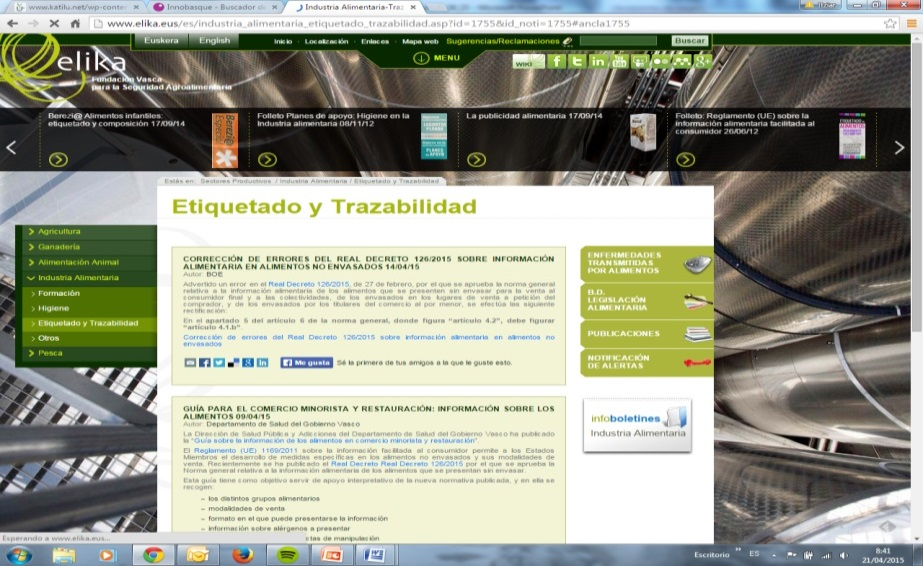 www.katilu.net/wp-conten
Innobasque - Buscador de
Industria Alimentaria-Traz
www.elika.eus/es/industria_alimentaria_etiquetado_trazabilidad.asp?id=1755&id_noti=1755#ancla1755
Euskera English
Inicio · Localización · Enlaces · Mapa web Sugerencias/Reclamaciones Buscar
MENU
WIKI
elika
Fundación Vasca
para la Seguridad Agroalimentaria
Berezi@ Alimentos infantiles:
etiquetado y composición 17/09/14
Folleto Planes de apoyo: Higiene en la
Industria alimentaria 08/11/12
La publicidad alimentaria 17/09/14
Folleto: Reglamento (UE) sobre la
información alimentaria facilitada al
consumidor 26/06/12
Estás en: Sectores Productivos / Industria Alimentaria / Etiquetado y Trazabilidad
Etiquetado y Trazabilidad
Agricultura
Ganadería
Alimentación Animal
Industria Alimentaria
Formación
Higiene
Etiquetado y Trazabilidad
Otros
Pesca
CORRECCIÓN DE ERRORES DEL REAL DECRETO 126/2015 SOBRE INFORMACIÓN
ALIMENTARIA EN ALIMENTOS NO ENVASADOS 14/04/15
Autor: BOE
Advertido un error en el Real Decreto 126/2015, de 27 de febrero, por el que se aprueba la norma general
relativa a la información alimentaria de los alimentos que se presenten sin envasar para la venta al
consumidor final y a las colectividades, de los envasados en los lugares de venta a petición del
comprador, y de los envasados por los titulares del comercio al por menor, se efectúa las siguiente
rectificación:
En el apartado 5 del artículo 6 de la norma general, donde figura "artículo 4.2", debe figurar
"artículo 4.1.b"
Corrección de errores del Real Decreto 126/2015 sobre información alimentaria en alimentos no
envasados
Me gusta Sé la primera de tus amigos a la que le guste esto.
GUÍA PARA EL COMERCIO MINORISTA Y RESTAURACIÓN: INFORMACIÓN SOBRE LOS
ALIMENTOS 09/04/15
Autor: Departamento de Salud del Gobierno Vasco
La Dirección de Salud Pública y Adicciones del Departamento de Salud del Gobierno Vasco ha publicado
la "Guía sobre la información de los alimentos en comercio minorista y restauración"
El Reglamento (UE) 1169/2011 sobre la información facilitada al consumidor permite a los Estados
Miembros el desarrollo de medidas específicas en los alimentos no envasados y sus modalidades de
venta. Recientemente se ha publicado el Real Decreto Real Decreto 126/2015 por el que se aprueba la
Norma general relativa a la información alimentaria de los alimentos que se presentan sin envasar.
Esta guía tiene como objetivo servir de apoyo interpretativo de la nueva normativa publicada, y en ella se
recogen:
– los distintos grupos alimentarios
– modalidades de venta
– formato en el que puede presentarse la información
– información sobre alérgenos a presentar
ctas de manipulación
ENFERMEDADES
TRANSMITIDAS
POR ALIMENTOS
B.D.
LEGISLACIÓN
ALIMENTARIA
PUBLICACIONES
NOTIFICACIÓN
DE ALERTAS
infoboletines
Industria Alimentaria
Esperando a www.elika.eus...
Escritorio ES 8:41
21/04/2015